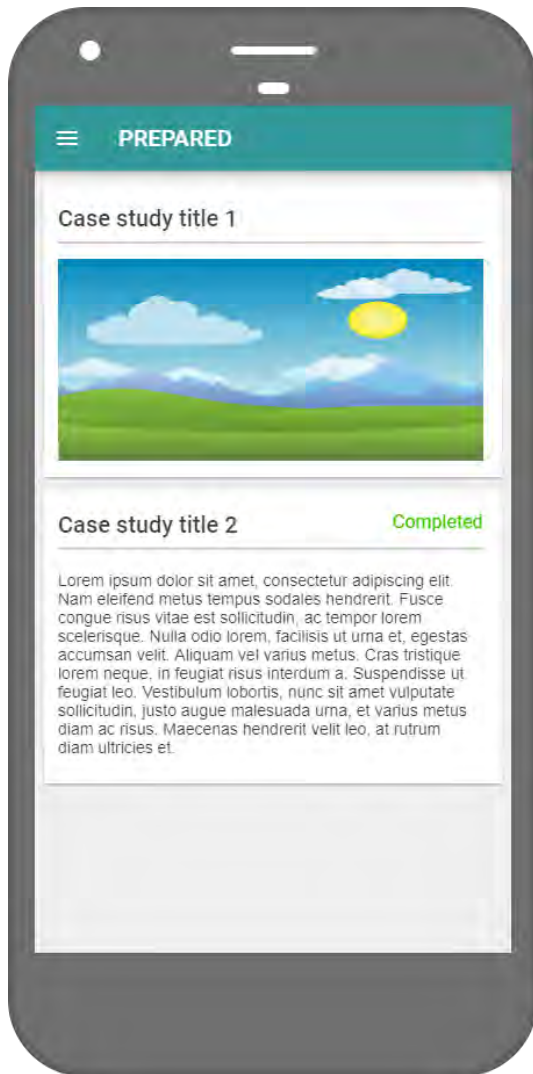 PREPARED
Case study title 1
Case study title 2
Completed
Lorem ipsum dolor sit amet, consectetur adipiscing elit.
Nam eleifend metus tempus sodales hendrerit. Fusce
congue risus vitae est sollicitudin, ac tempor lorem
scelerisque. Nulla odio lorem, facilisis ut urna et, egestas
accumsan velit. Aliquam vel varius metus. Cras tristique
lorem neque, in feugiat risus interdum a. Suspendisse ut
feugiat leo. Vestibulum lobortis, nunc sit amet vulputate
sollicitudin, justo augue malesuada urna, et varius metus
diam ac risus. Maecenas hendrerit velit leo, at rutrum
diam ultricies et.